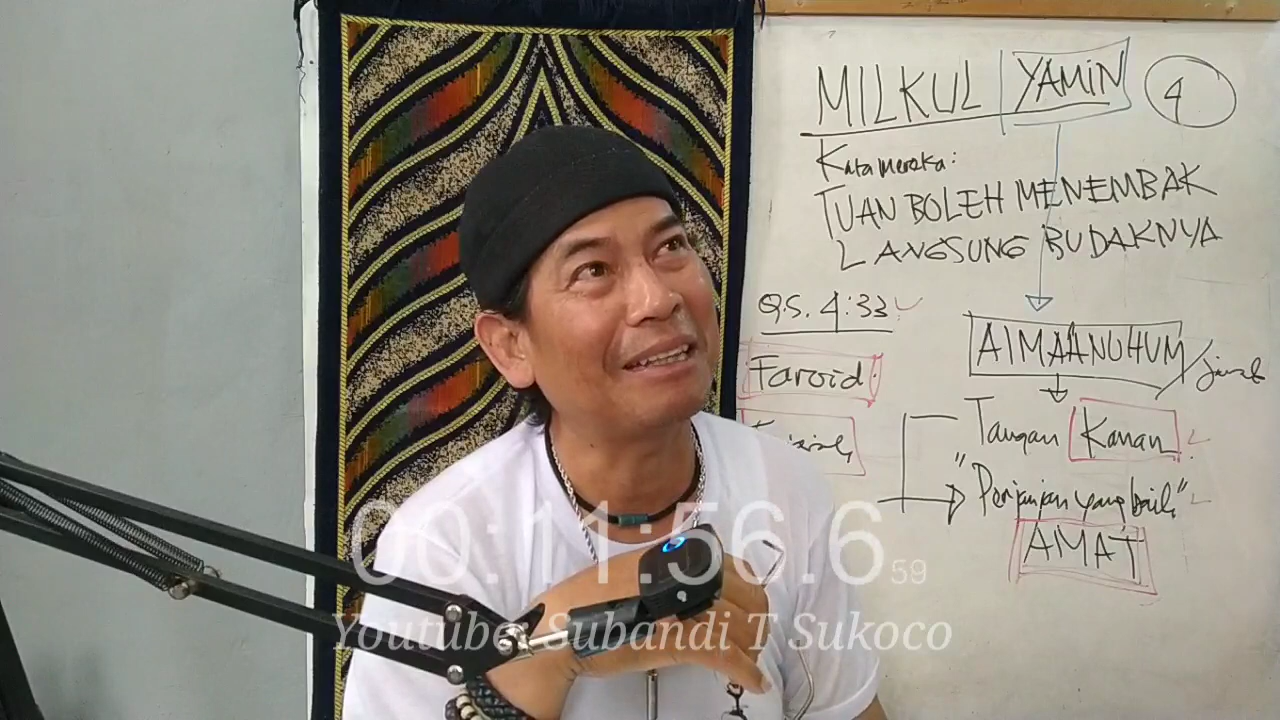 MILKUL YAMIN 4
Kata mereka:
TUAN BOLEH MENEMBAK
LANGSUNG BUDAKNYA
Q.S. 4:33
AIMAANUHUM
Faroid
Tangan Kanan
"Perjanjian yang baik"
AMAT
00:11:56.6
59
Youtube: Subandi T Sukoco